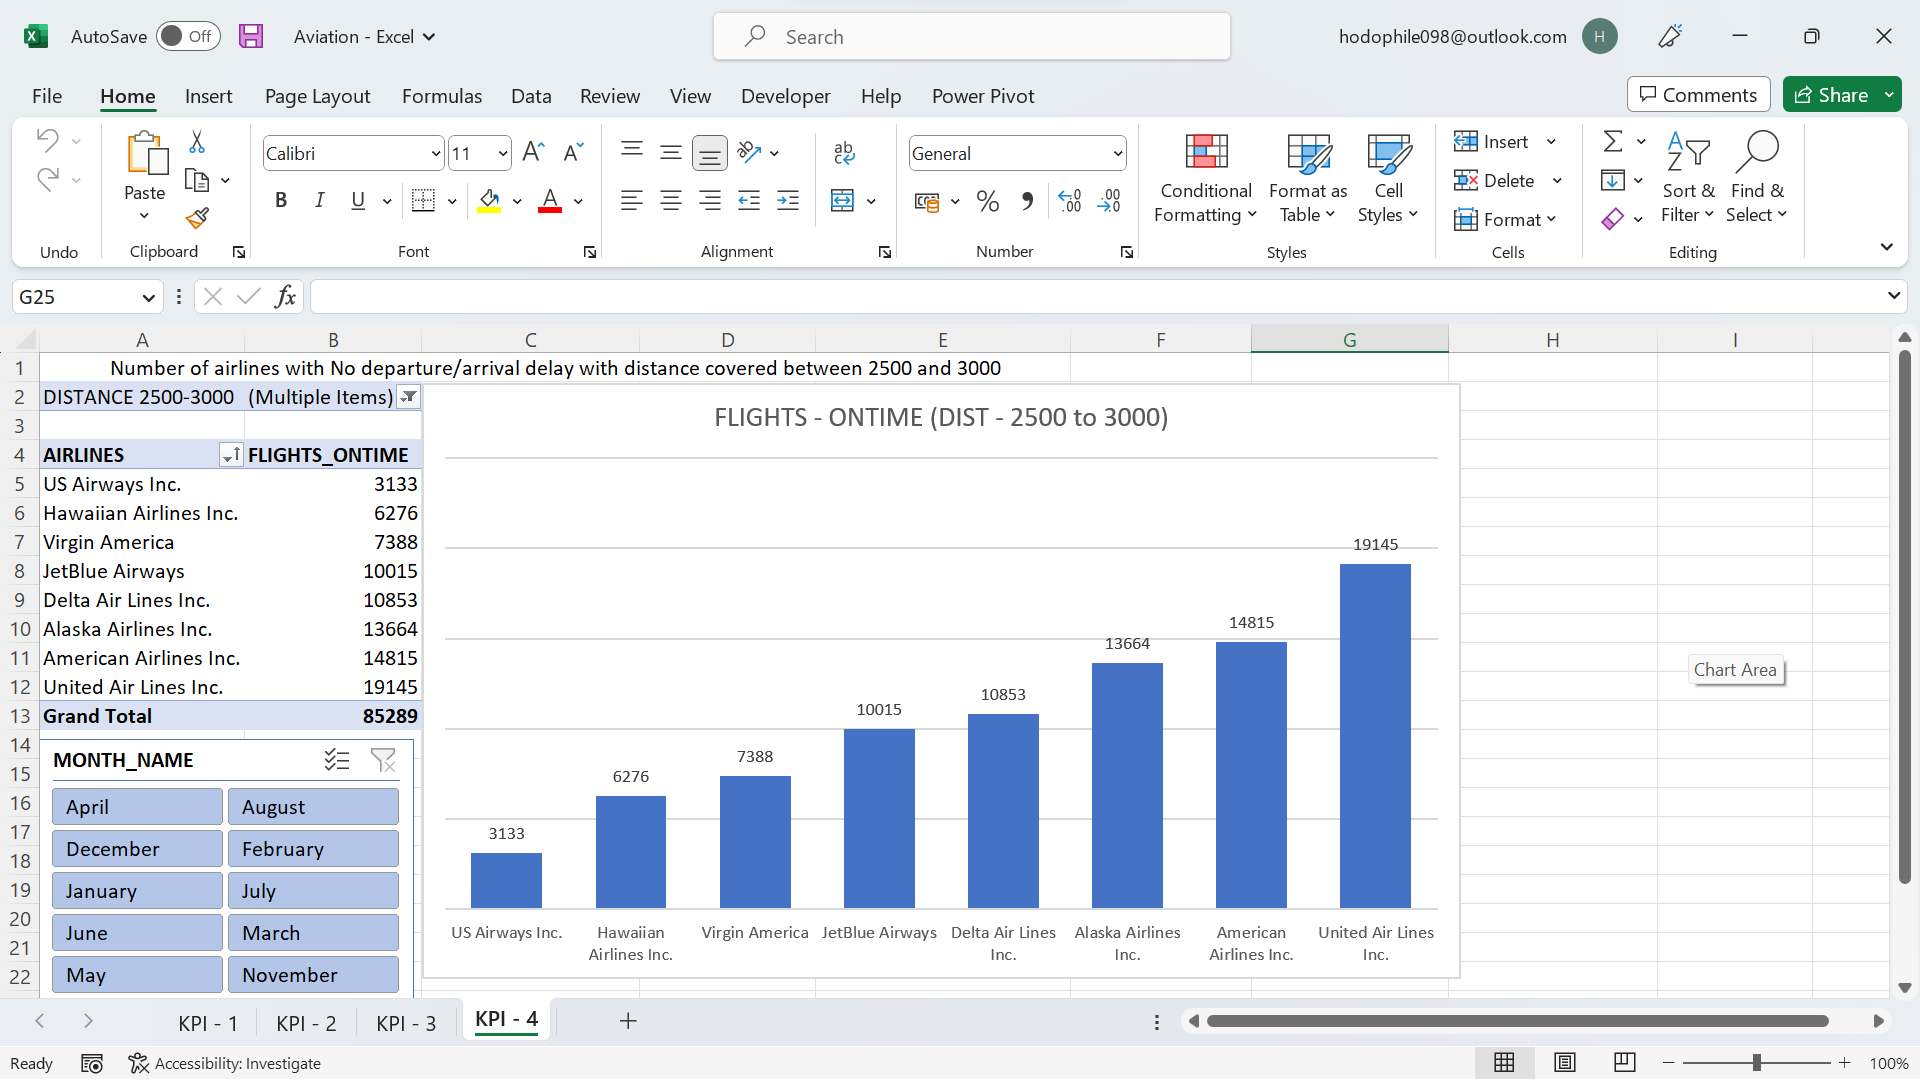 AutoSave Off Aviation - Excel Search hodophile098@outlook.com H
File Home Insert Page Layout Formulas Data Review View Developer Help Power Pivot Comments Share
Calibri 11 General
Paste
Conditional Formatting
Format as Table
Cell Styles
Insert
Delete
Format
Sort & Filter
Find & Select
Undo Clipboard Font Alignment Number Styles Cells Editing
G25 fx
A B C D E F G H I
1 Number of airlines with No departure/arrival delay with distance covered between 2500 and 3000
2 DISTANCE 2500-3000 (Multiple Items)
3
4 AIRLINES FLIGHTS_ONTIME
5 US Airways Inc. 3133
6 Hawaiian Airlines Inc. 6276
7 Virgin America 7388
8 JetBlue Airways 10015
9 Delta Air Lines Inc. 10853
10 Alaska Airlines Inc. 13664
11 American Airlines Inc. 14815
12 United Air Lines Inc. 19145
13 Grand Total 85289
14
15
16
17
18
19
20
21
22
MONTH_NAME
April August
December February
January July
June March
May November
FLIGHTS - ONTIME (DIST - 2500 to 3000)
3133 6276 7388 10015 10853 13664 14815 19145
US Airways Inc. Hawaiian Airlines Inc. Virgin America JetBlue Airways Delta Air Lines Inc. Alaska Airlines Inc. American Airlines Inc. United Air Lines Inc.
Chart Area
KPI - 1 KPI - 2 KPI - 3 KPI - 4
Ready Accessibility: Investigate 100%